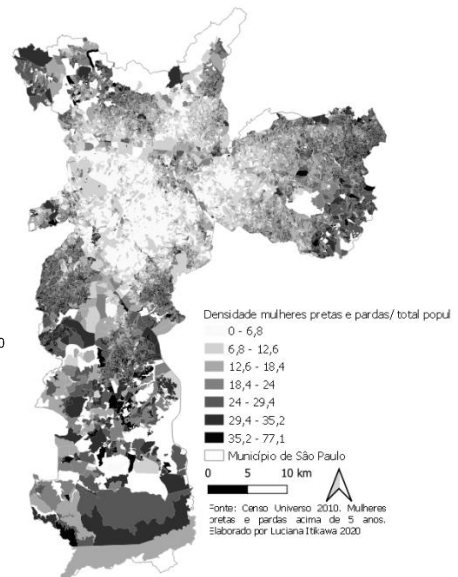 Densidade mulheres pretas e pardas/ total popul
0 - 6,8
6,8 - 12,6
12,6 - 18,4
18,4 - 24
24 - 29,4
29,4 - 35,2
35,2 - 77,1
Município de São Paulo
0 5 10 km
Fonte: Censo Universo 2010. Mulheres
pretas e pardas acima de 5 anos.
Elaborado por Luciana Itikawa 2020
0